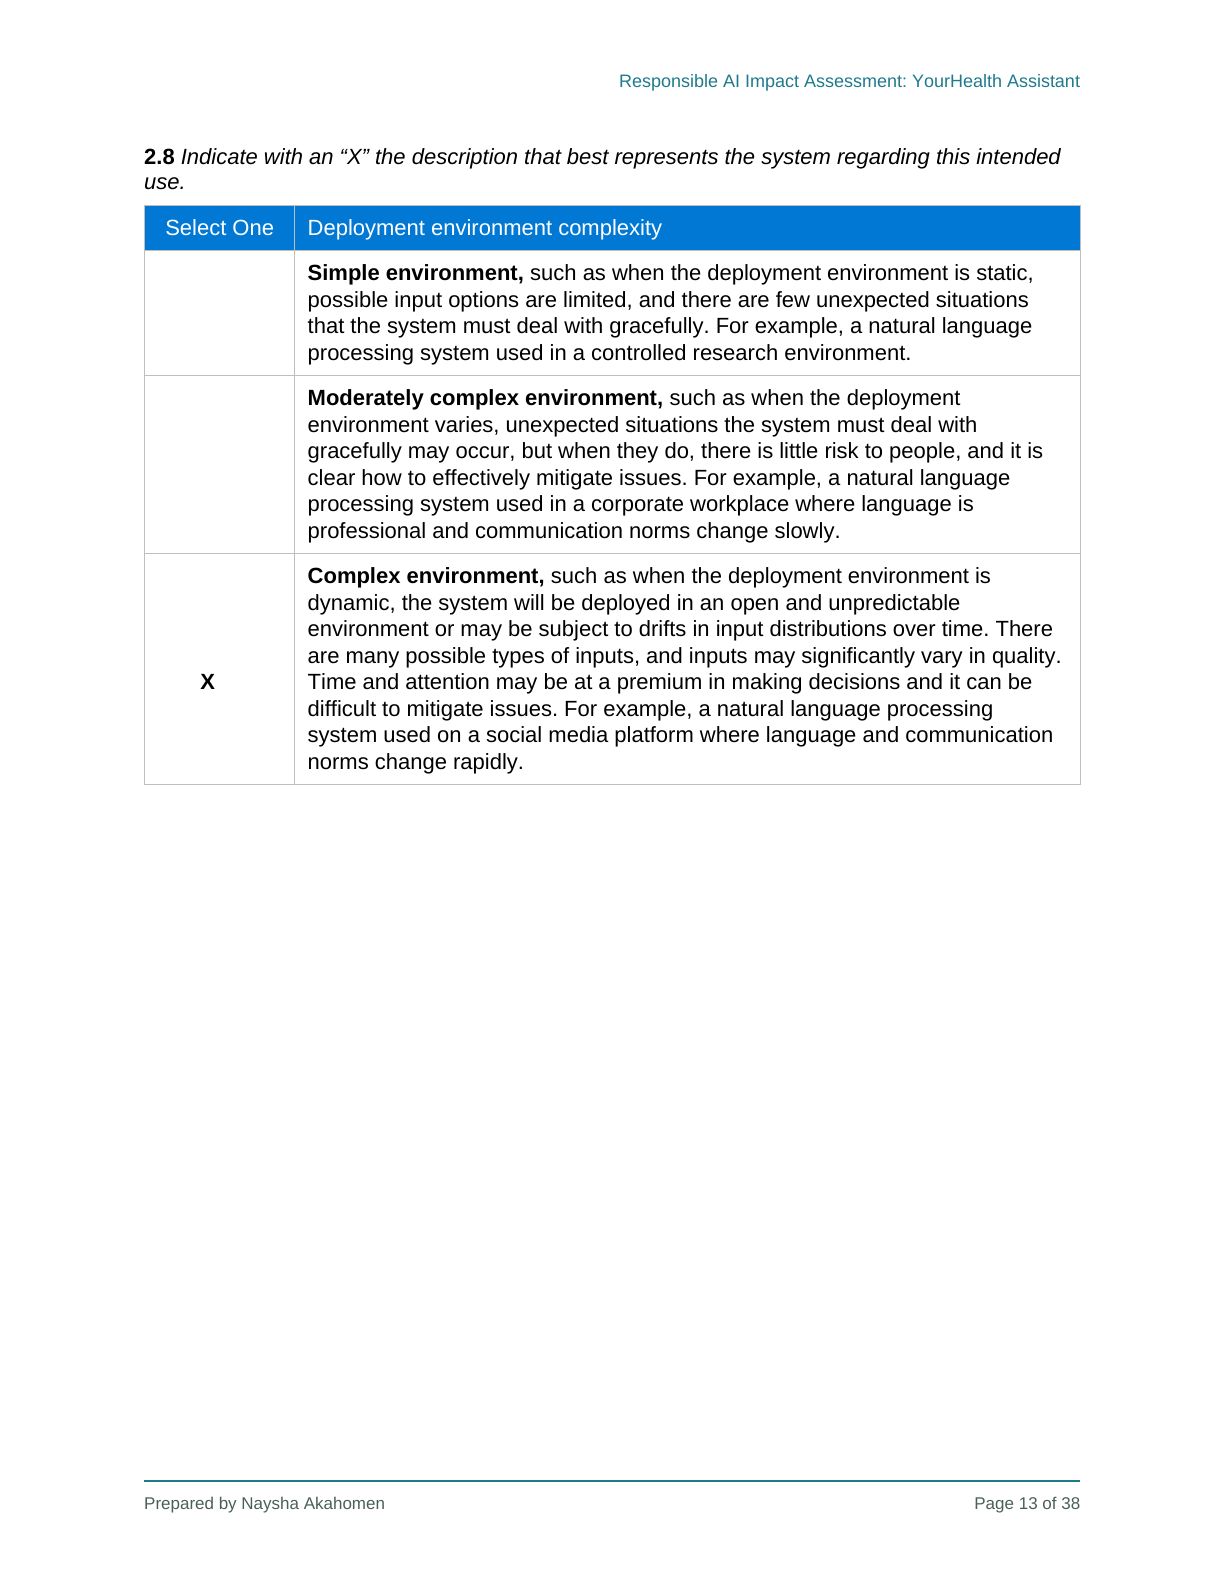 Responsible AI Impact Assessment: YourHealth Assistant
2.8 Indicate with an “X” the description that best represents the system regarding this intended
use.
Select One
Deployment environment complexity
Simple environment, such as when the deployment environment is static,
possible input options are limited, and there are few unexpected situations
that the system must deal with gracefully. For example, a natural language
processing system used in a controlled research environment.
Moderately complex environment, such as when the deployment
environment varies, unexpected situations the system must deal with
gracefully may occur, but when they do, there is little risk to people, and it is
clear how to effectively mitigate issues. For example, a natural language
processing system used in a corporate workplace where language is
professional and communication norms change slowly.
X
Complex environment, such as when the deployment environment is
dynamic, the system will be deployed in an open and unpredictable
environment or may be subject to drifts in input distributions over time. There
are many possible types of inputs, and inputs may significantly vary in quality.
Time and attention may be at a premium in making decisions and it can be
difficult to mitigate issues. For example, a natural language processing
system used on a social media platform where language and communication
norms change rapidly.
Prepared by Naysha Akahomen
Page 13 of 38